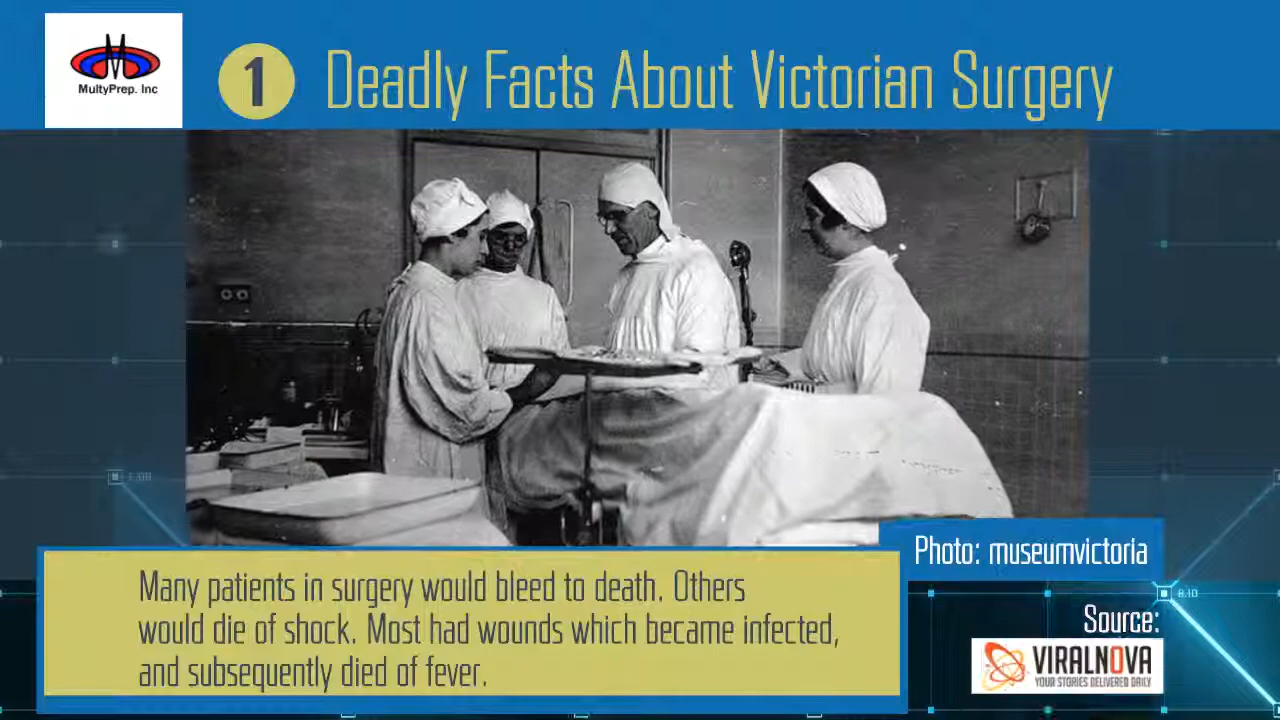 MultyPrep. Inc
1 Deadly Facts About Victorian Surgery
Photo: museumvictoria
Many patients in surgery would bleed to death. Others
would die of shock. Most had wounds which became infected,
and subsequently died of fever.
8.10
Source:
VIRALNOVA
YOUR STORIES DELIVERED DAILY